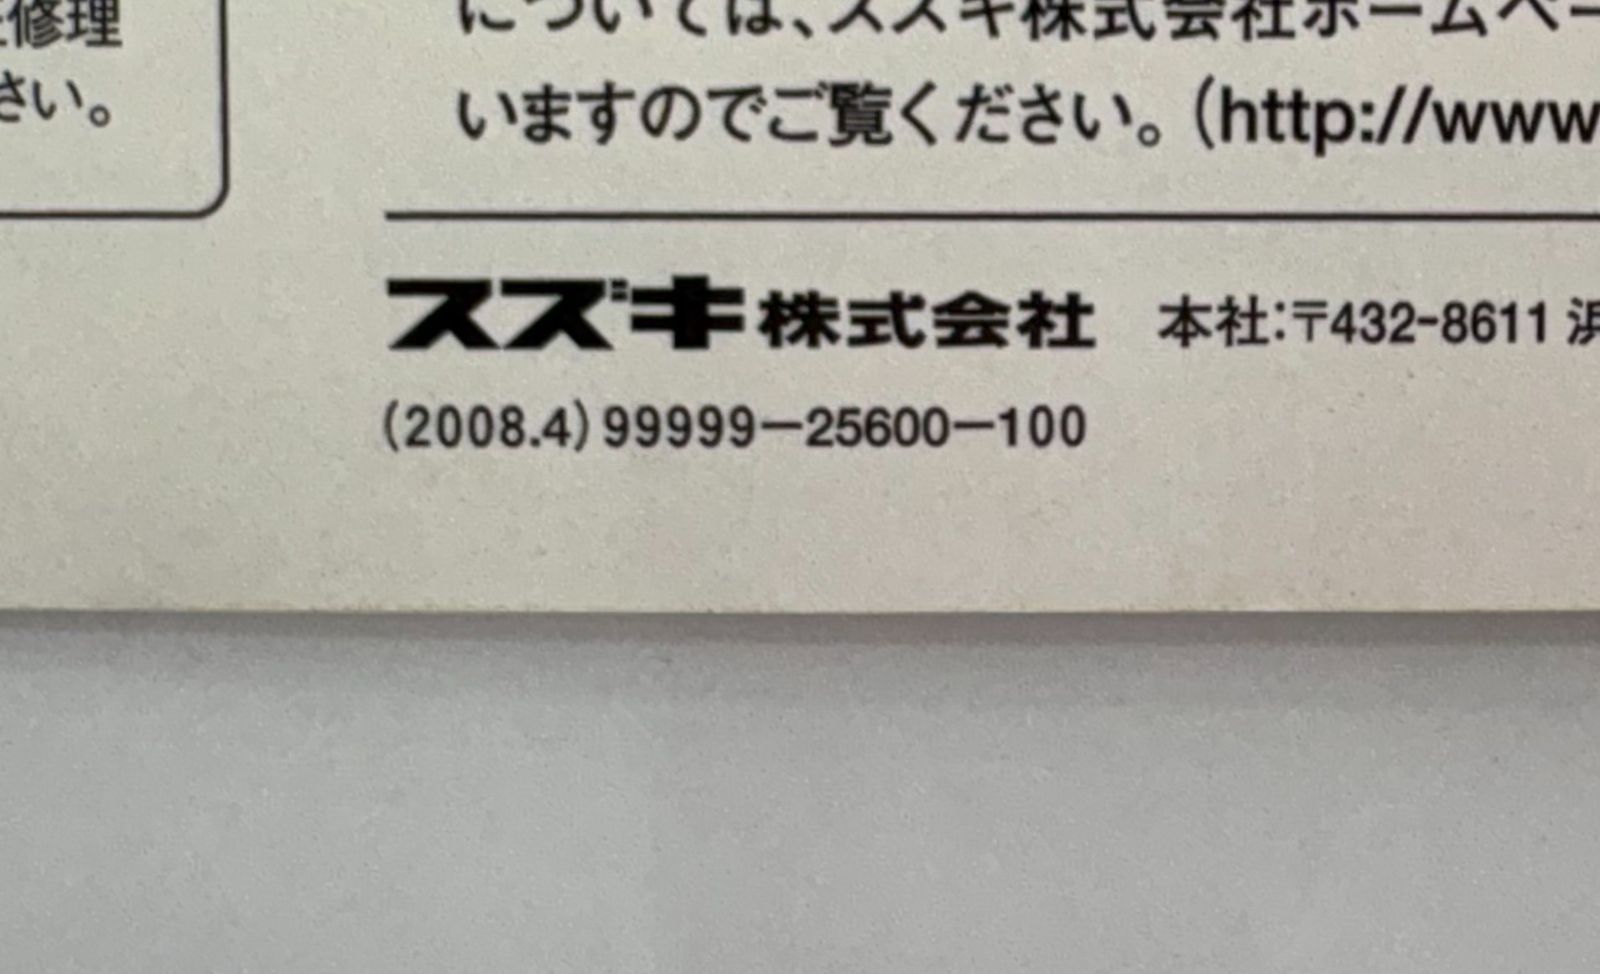 修理
さい。
については、スズキ株式会社ホームペー
いますのでご覧ください。(http://www
スズキ株式会社 本社:〒432-8611 浜
(2008.4) 99999-25600-100